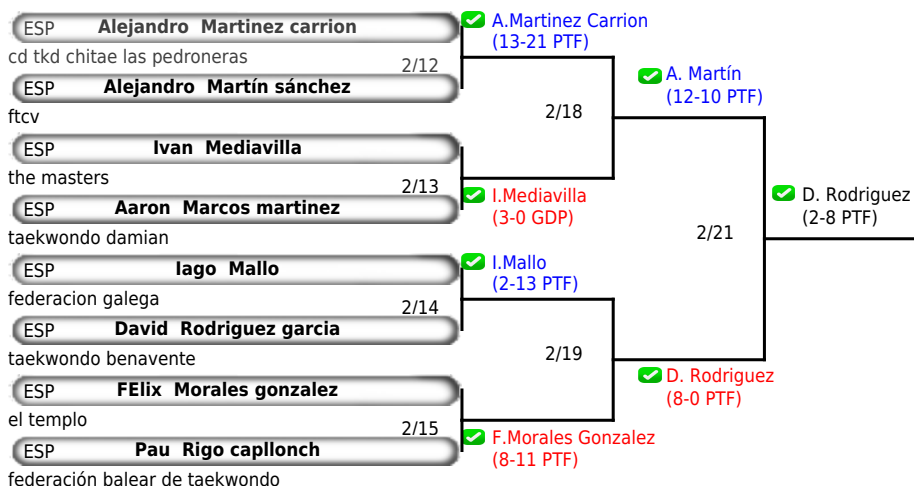 ESP Alejandro Martinez carrion
cd tkd chitae las pedroneras
2/12
ESP Alejandro Martín sánchez
ftcv
ESP Ivan Mediavilla
the masters
2/13
ESP Aaron Marcos martinez
taekwondo damian
ESP Iago Mallo
federacion galega
2/14
ESP David Rodriguez garcia
taekwondo benavente
ESP FElix Morales gonzalez
el templo
2/15
ESP Pau Rigo capllonch
federación balear de taekwondo
A.Martinez Carrion
(13-21 PTF)
2/18
I.Mediavilla
(3-0 GDP)
I.Mallo
(2-13 PTF)
2/19
F.Morales Gonzalez
(8-11 PTF)
A. Martín
(12-10 PTF)
2/21
D. Rodriguez
(8-0 PTF)
D. Rodriguez
(2-8 PTF)